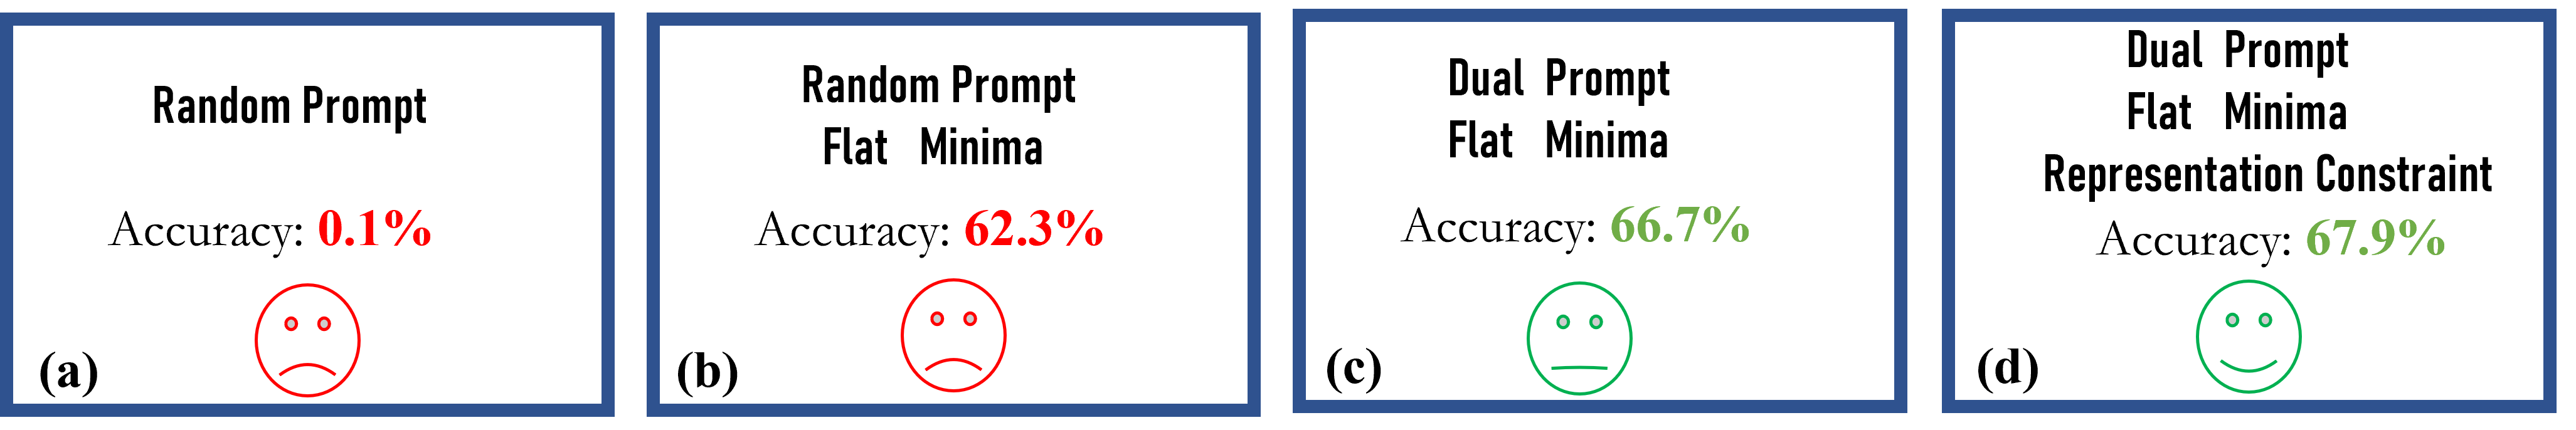 Random Prompt
Accuracy: 0.1%
(a)
Random Prompt
Flat Minima
Accuracy: 62.3%
(b)
Dual Prompt
Flat Minima
Accuracy: 66.7%
(c)
Dual Prompt
Flat Minima
Representation Constraint
Accuracy: 67.9%
(d)